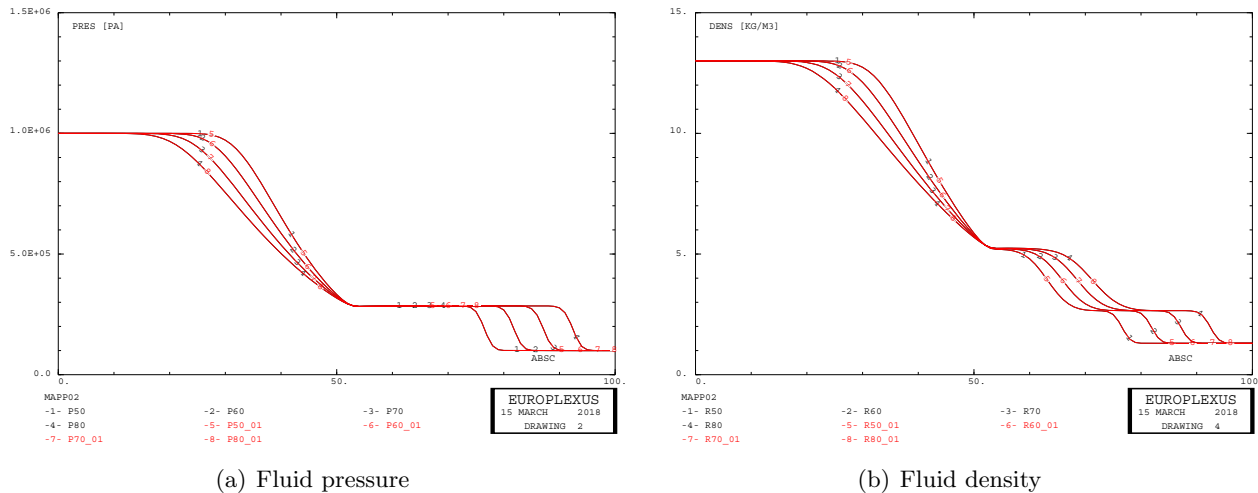 1.5E+06
PRES [PA]
1.0E+06
5.0E+05
0.0
0.
50.
100.
ABSC
MAPP02
-1- P50
-2- P60
-3- P70
-4- P80
-5- P50_01
-6- P60_01
-7- P70_01
-8- P80_01
EUROPLEXUS
15 MARCH 2018
DRAWING 2
(a) Fluid pressure
15.
DENS [KG/M3]
10.
5.
0.0
0.
50.
100
ABSC
MAPP02
-1- R50
-2- R60
-3- R70
-4- R80
-5- R50_01
-6- R60_01
-7- R70_01
-8- R80_01
EUROPLEXUS
15 MARCH 2018
DRAWING 4
(b) Fluid density